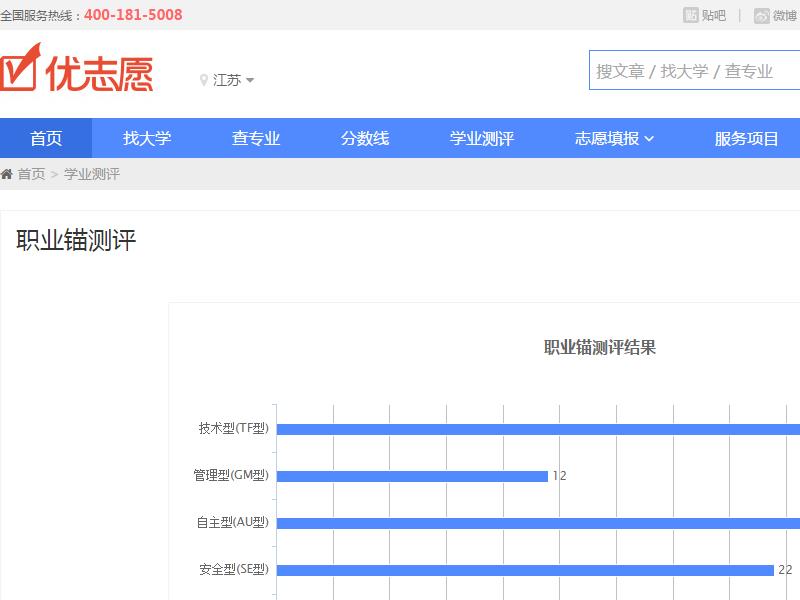 全国服务热线：400-181-5008
贴吧 | 微博
优志愿
江苏
搜文章 / 找大学 / 查专业
首页 找大学 查专业 分数线 学业测评 志愿填报 服务项目
首页 > 学业测评
职业锚测评
职业锚测评结果
技术型(TF型)
管理型(GM型) 12
自主型(AU型)
安全型(SE型) 22